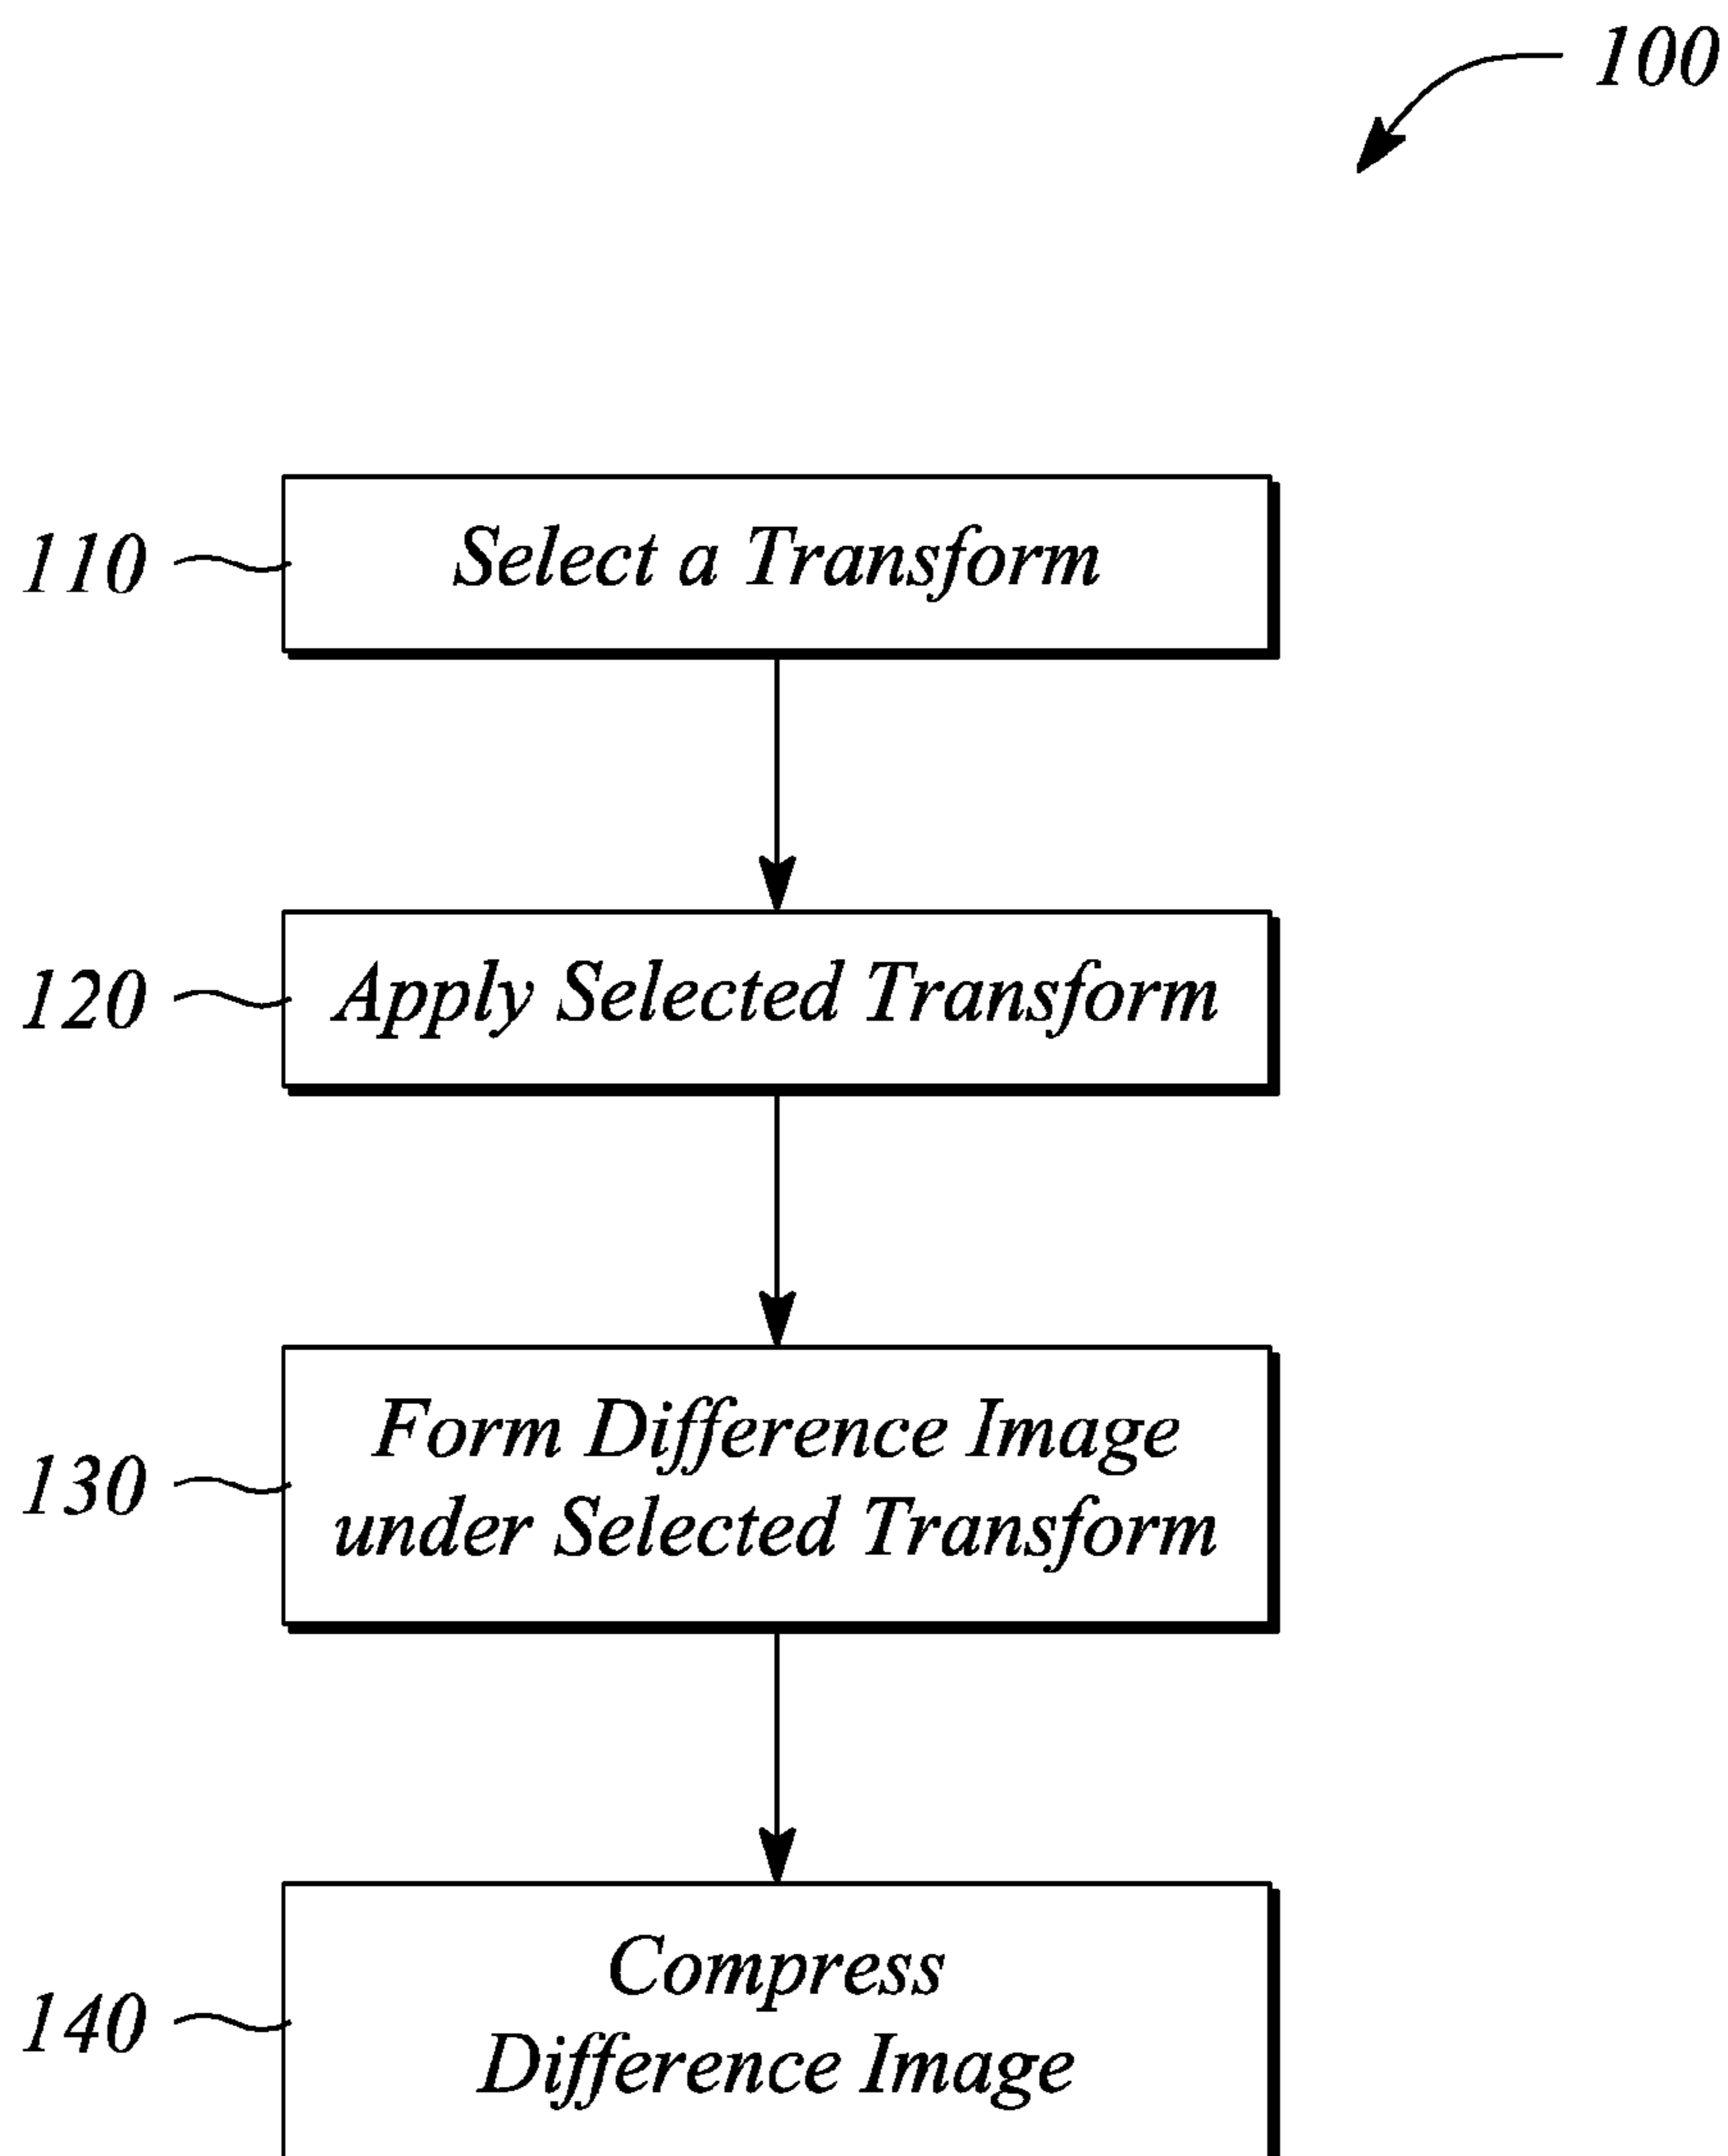 100
110
Select a Transform
120
Apply Selected Transform
130
Form Difference Image
under Selected Transform
140
Compress
Difference Image